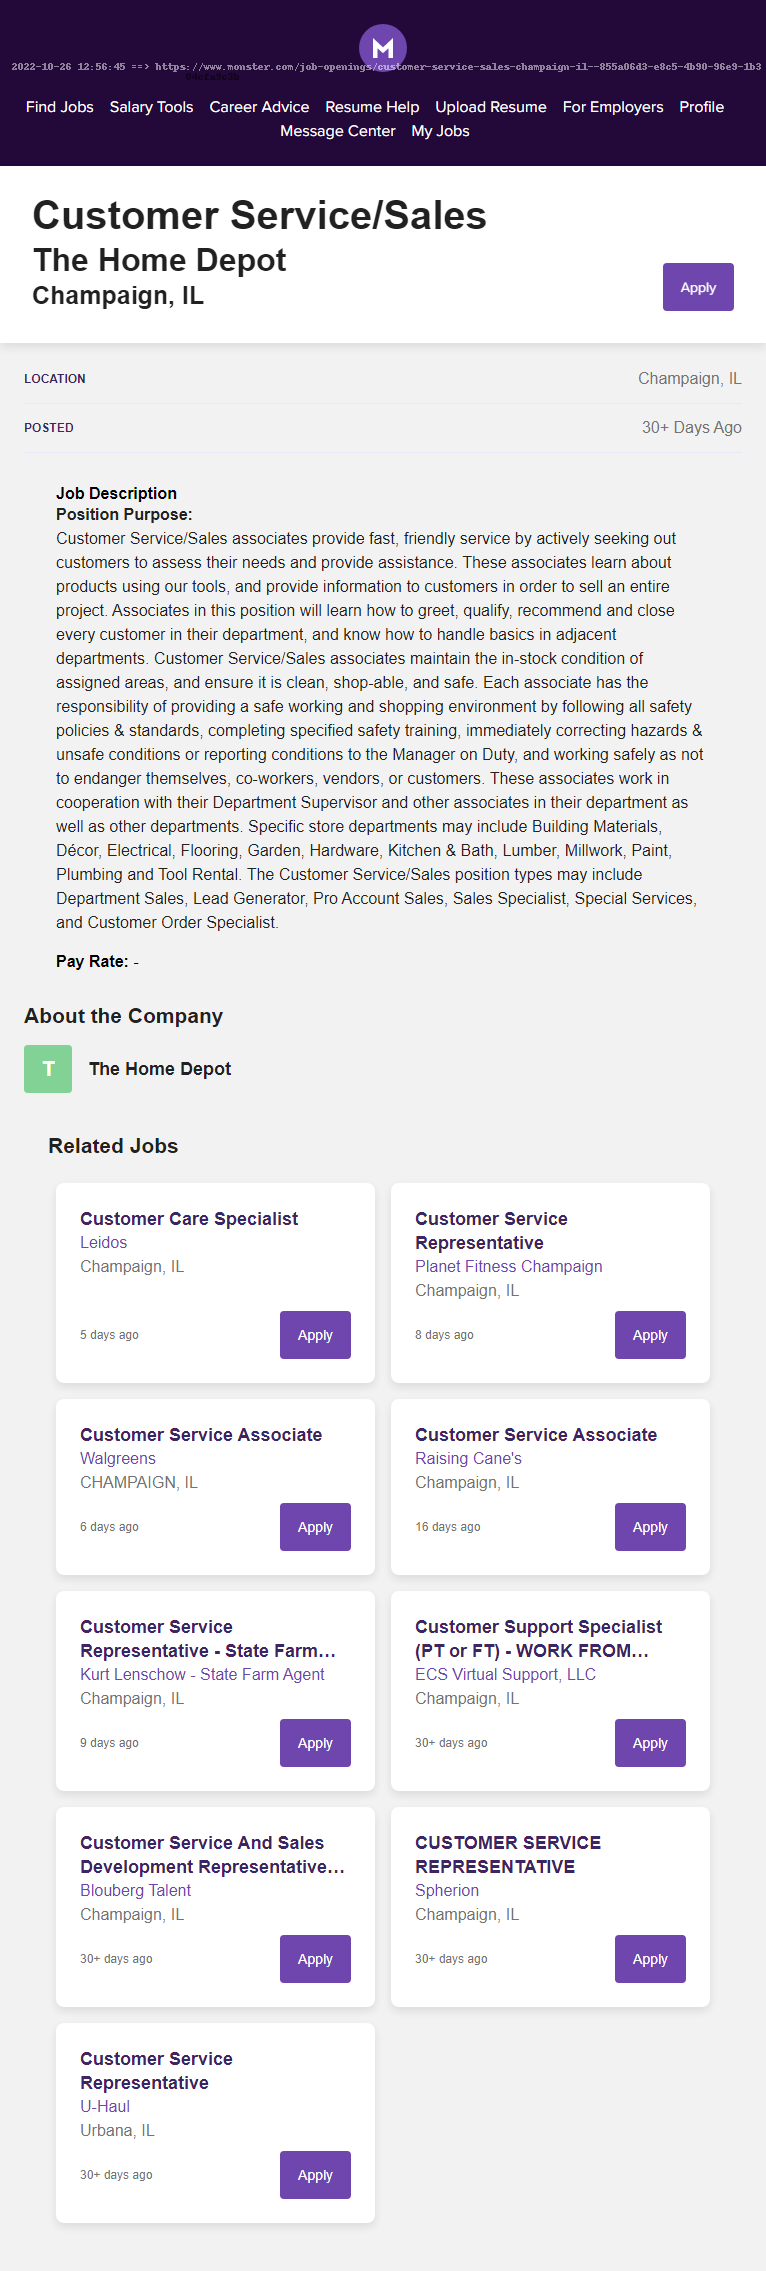 M
2022-10-26 12:56:45 ==> https://www.monster.com/job-openings/customer-service-sales-champaign-il--855a06d3-e8c5-4b90-96e9-1b3
Find Jobs Salary Tools Career Advice Resume Help Upload Resume For Employers Profile
Message Center My Jobs
Customer Service/Sales
The Home Depot
Champaign, IL
Apply
LOCATION Champaign, IL
POSTED 30+ Days Ago
Job Description
Position Purpose:
Customer Service/Sales associates provide fast, friendly service by actively seeking out
customers to assess their needs and provide assistance. These associates learn about
products using our tools, and provide information to customers in order to sell an entire
project. Associates in this position will learn how to greet, qualify, recommend and close
every customer in their department, and know how to handle basics in adjacent
departments. Customer Service/Sales associates maintain the in-stock condition of
assigned areas, and ensure it is clean, shop-able, and safe. Each associate has the
responsibility of providing a safe working and shopping environment by following all safety
policies & standards, completing specified safety training, immediately correcting hazards &
unsafe conditions or reporting conditions to the Manager on Duty, and working safely as not
to endanger themselves, co-workers, vendors, or customers. These associates work in
cooperation with their Department Supervisor and other associates in their department as
well as other departments. Specific store departments may include Building Materials,
Décor, Electrical, Flooring, Garden, Hardware, Kitchen & Bath, Lumber, Millwork, Paint,
Plumbing and Tool Rental. The Customer Service/Sales position types may include
Department Sales, Lead Generator, Pro Account Sales, Sales Specialist, Special Services,
and Customer Order Specialist.
Pay Rate: -
About the Company
T The Home Depot
Related Jobs
Customer Care Specialist
Leidos
Champaign, IL
5 days ago Apply
Customer Service
Representative
Planet Fitness Champaign
Champaign, IL
8 days ago Apply
Customer Service Associate
Walgreens
CHAMPAIGN, IL
6 days ago Apply
Customer Service Associate
Raising Cane's
Champaign, IL
16 days ago Apply
Customer Service
Representative - State Farm...
Kurt Lenschow - State Farm Agent
Champaign, IL
9 days ago Apply
Customer Support Specialist
(PT or FT) - WORK FROM...
ECS Virtual Support, LLC
Champaign, IL
30+ days ago Apply
Customer Service And Sales
Development Representative...
Blouberg Talent
Champaign, IL
30+ days ago Apply
CUSTOMER SERVICE
REPRESENTATIVE
Spherion
Champaign, IL
30+ days ago Apply
Customer Service
Representative
U-Haul
Urbana, IL
30+ days ago Apply